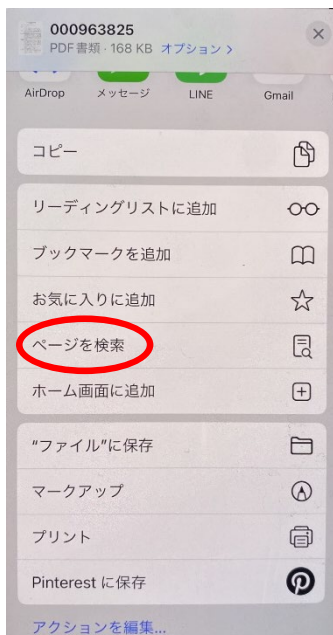 000963825
PDF書類・168 KB オプション >
AirDrop メッセージ LINE Gmail
コピー
リーディングリストに追加
ブックマークを追加
お気に入りに追加
ページを検索
ホーム画面に追加
“ファイル”に保存
マークアップ
プリント
Pinterest に保存
アクションを編集...